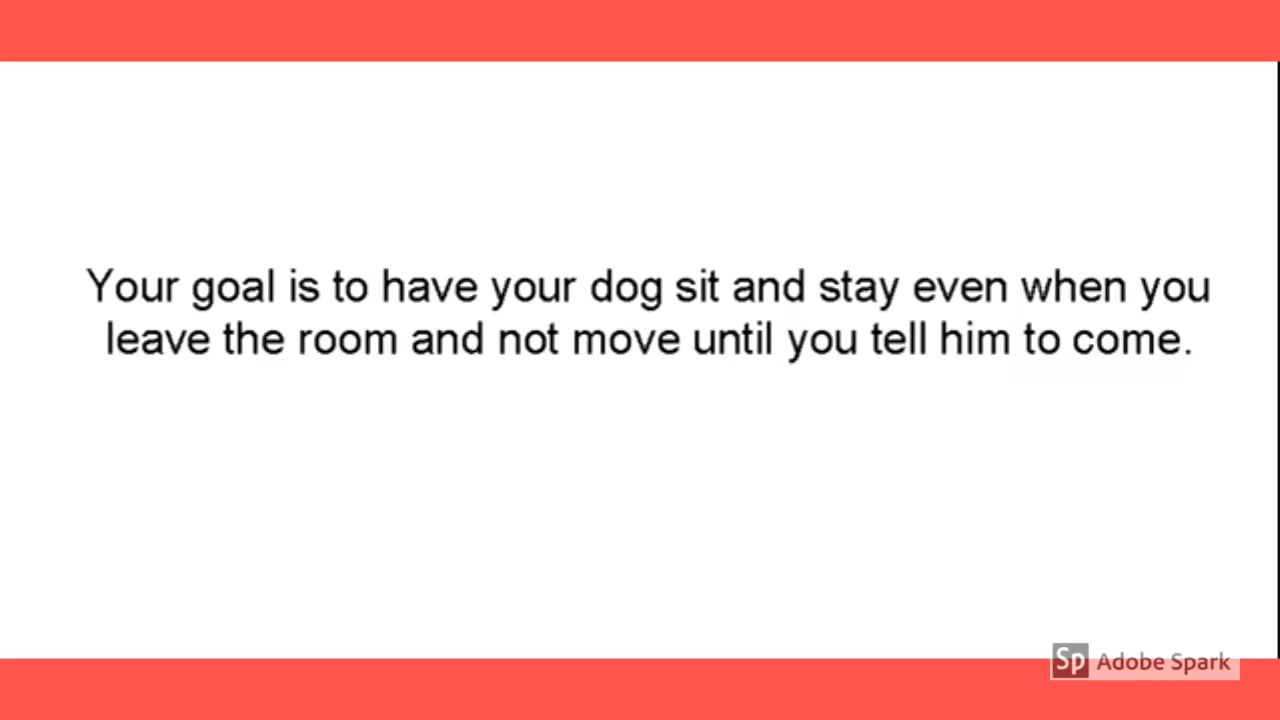 Your goal is to have your dog sit and stay even when you
leave the room and not move until you tell him to come.
Sp Adobe Spark